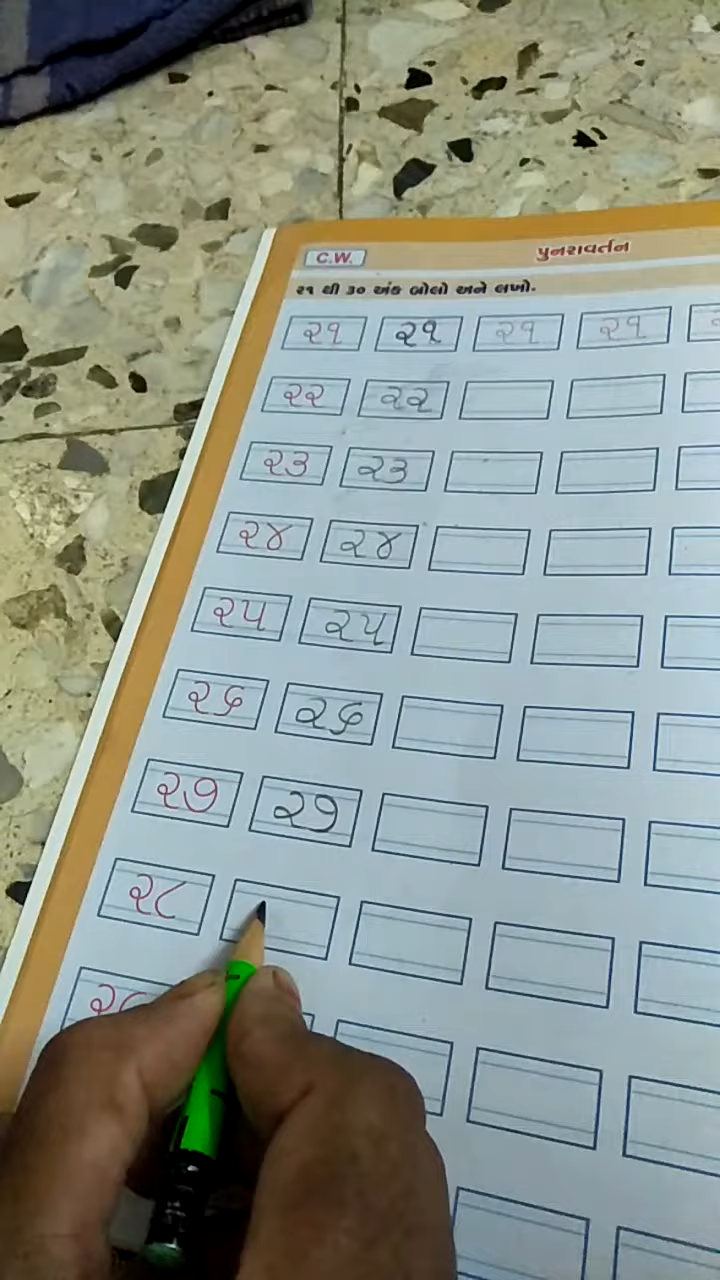 C.W.
પુનરાવર્તન
૨૧ થી ૩૦ અંક બોલો અને લખો.
૨૧ ૨૧ ૨૧ ૨૧
૨૨ ૨૨
૨૩ ૨૩
૨૪ ૨૪
૨૫ ૨૫
૨૬ ૨૬
૨૭ ૨૭
૨૮